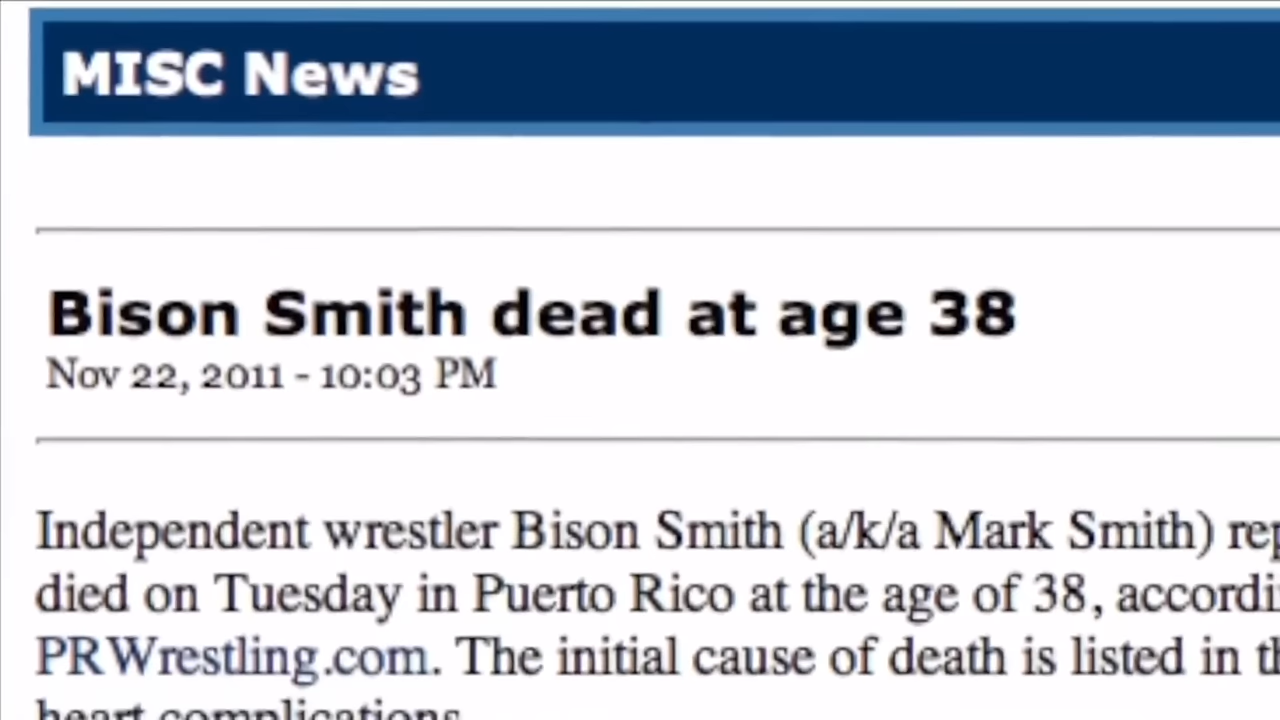 MISC News
Bison Smith dead at age 38
Nov 22, 2011 - 10:03 PM
Independent wrestler Bison Smith (a/k/a Mark Smith)
died on Tuesday in Puerto Rico at the age of 38,
PRWrestling.com. The initial cause of death is listed in
heart complications